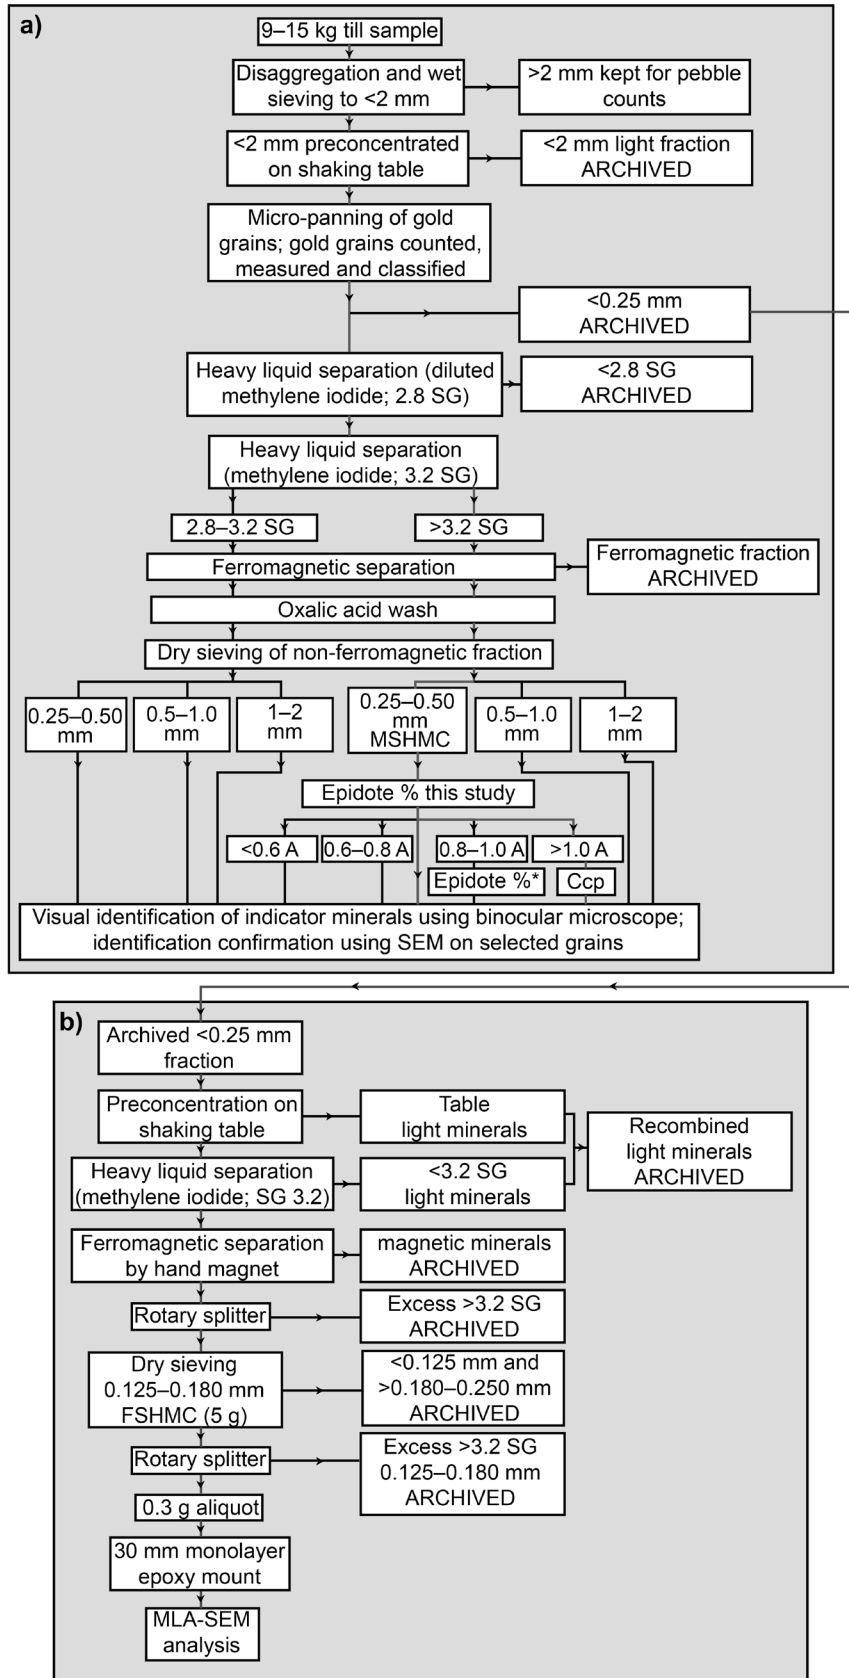 a)
9–15 kg till sample
Disaggregation and wet
sieving to <2 mm
>2 mm kept for pebble
counts
<2 mm preconcentrated
on shaking table
<2 mm light fraction
ARCHIVED
Micro-panning of gold
grains; gold grains counted,
measured and classified
<0.25 mm
ARCHIVED
Heavy liquid separation (diluted
methylene iodide; 2.8 SG)
<2.8 SG
ARCHIVED
Heavy liquid separation
(methylene iodide; 3.2 SG)
2.8–3.2 SG
>3.2 SG
Ferromagnetic separation
Ferromagnetic fraction
ARCHIVED
Oxalic acid wash
Dry sieving of non-ferromagnetic fraction
0.25–0.50
mm
0.5–1.0
mm
1–2
mm
0.25–0.50
mm
MSHMC
0.5–1.0
mm
1–2
mm
Epidote % this study
<0.6 A
0.6–0.8 A
0.8–1.0 A
>1.0 A
Epidote %*
Ccp
Visual identification of indicator minerals using binocular microscope;
identification confirmation using SEM on selected grains
b)
Archived <0.25 mm
fraction
Preconcentration on
shaking table
Table
light minerals
Recombined
light minerals
ARCHIVED
Heavy liquid separation
(methylene iodide; SG 3.2)
<3.2 SG
light minerals
Ferromagnetic separation
by hand magnet
magnetic minerals
ARCHIVED
Rotary splitter
Excess >3.2 SG
ARCHIVED
Dry sieving
0.125–0.180 mm
FSHMC (5 g)
<0.125 mm and
>0.180–0.250 mm
ARCHIVED
Rotary splitter
Excess >3.2 SG
0.125–0.180 mm
ARCHIVED
0.3 g aliquot
30 mm monolayer
epoxy mount
MLA-SEM
analysis